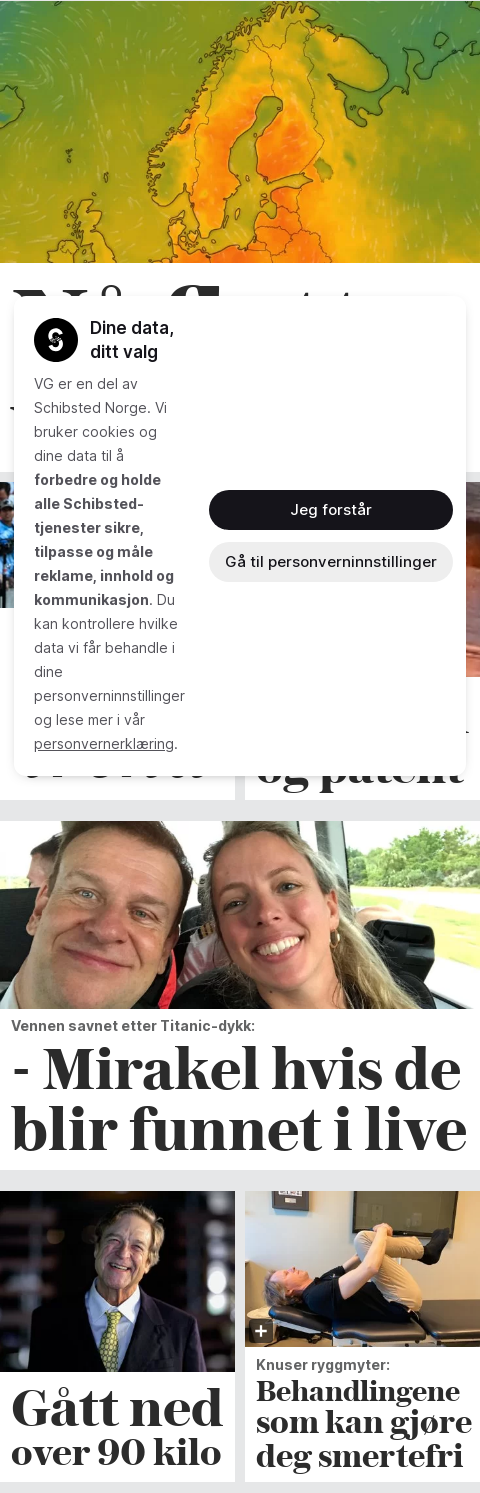 Dine data,
ditt valg
VG er en del av
Schibsted Norge. Vi
bruker cookies og
dine data til å
forbedre og holde
alle Schibsted-
tjenester sikre,
tilpasse og måle
reklame, innhold og
kommunikasjon. Du
kan kontrollere hvilke
data vi får behandle i
dine
personverninnstillinger
og lese mer i vår
personvernerklæring.
Jeg forstår
Gå til personverninnstillinger
og patent
Vennen savnet etter Titanic-dykk:
- Mirakel hvis de
blir funnet i live
Gått ned
over 90 kilo
Knuser ryggmyter:
Behandlingene
som kan gjøre
deg smertefri